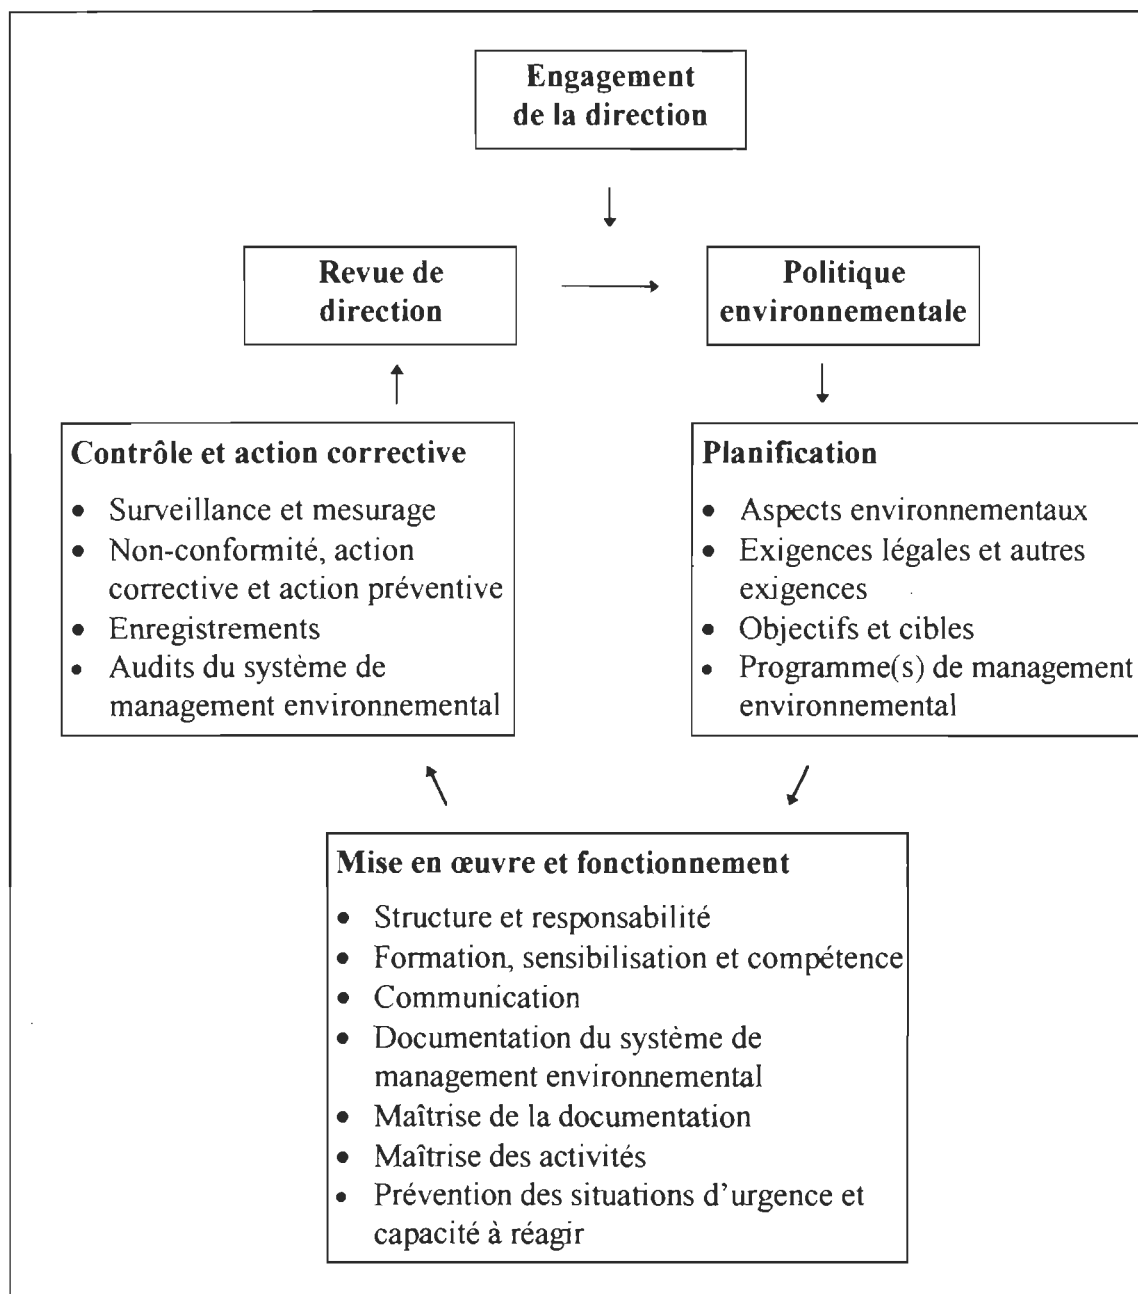 Engagement
de la direction
Revue de
direction
Politique
environnementale
Contrôle et action corrective
• Surveillance et mesurage
• Non-conformité, action
corrective et action préventive
• Enregistrements
• Audits du système de
management environnemental
Planification
• Aspects environnementaux
• Exigences légales et autres
exigences
• Objectifs et cibles
• Programme(s) de management
environnemental
Mise en œuvre et fonctionnement
• Structure et responsabilité
• Formation, sensibilisation et compétence
• Communication
• Documentation du système de
management environnemental
• Maîtrise de la documentation
• Maîtrise des activités
• Prévention des situations d'urgence et
capacité à réagir